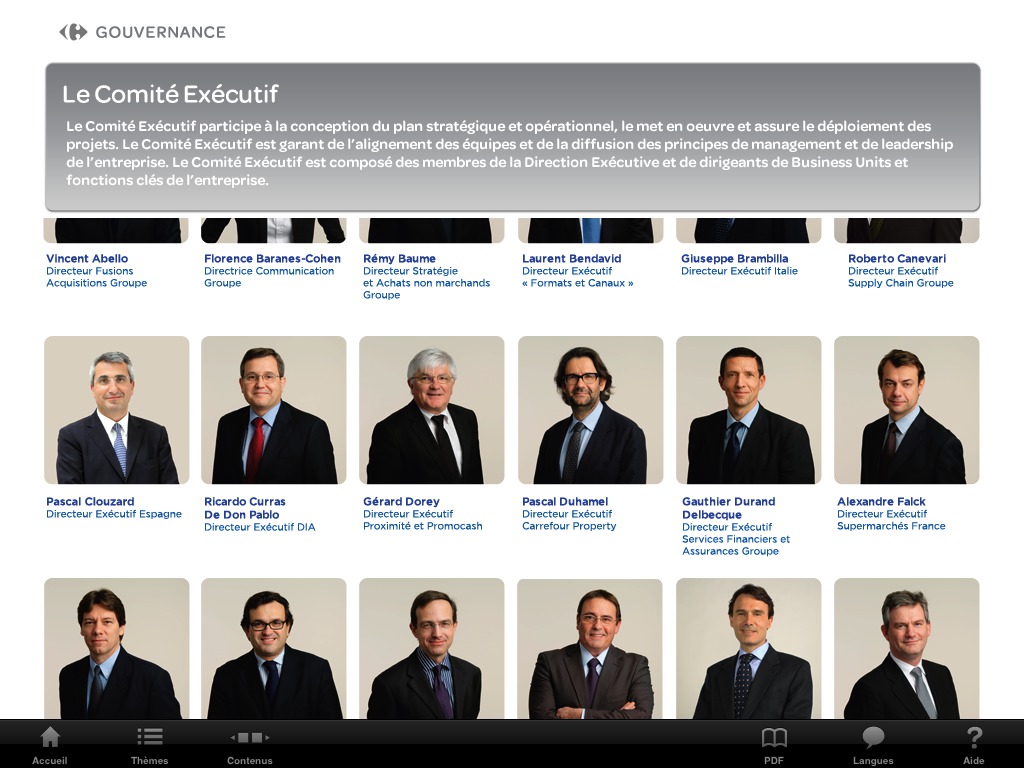 GOUVERNANCE
Le Comité Exécutif
Le Comité Exécutif participe à la conception du plan stratégique et opérationnel, le met en oeuvre et assure le déploiement des
projets. Le Comité Exécutif est garant de l'alignement des équipes et de la diffusion des principes de management et de leadership
de l'entreprise. Le Comité Exécutif est composé des membres de la Direction Exécutive et de dirigeants de Business Units et
fonctions clés de l'entreprise.
Vincent Abello
Directeur Fusions
Acquisitions Groupe
Florence Baranes-Cohen
Directrice Communication
Groupe
Rémy Baume
Directeur Stratégie
et Achats non marchands
Groupe
Laurent Bendavid
Directeur Exécutif
« Formats et Canaux »
Giuseppe Brambilla
Directeur Exécutif Italie
Roberto Canevari
Directeur Exécutif
Supply Chain Groupe
Pascal Clouzard
Directeur Exécutif Espagne
Ricardo Curras
De Don Pablo
Directeur Exécutif DIA
Gérard Dorey
Directeur Exécutif
Proximité et Promocash
Pascal Duhamel
Directeur Exécutif
Carrefour Property
Gauthier Durand
Delbecque
Directeur Exécutif
Services Financiers et
Assurances Groupe
Alexandre Falck
Directeur Exécutif
Supermarchés France
Accueil
Thèmes
Contenus
PDF
Langues
Aide